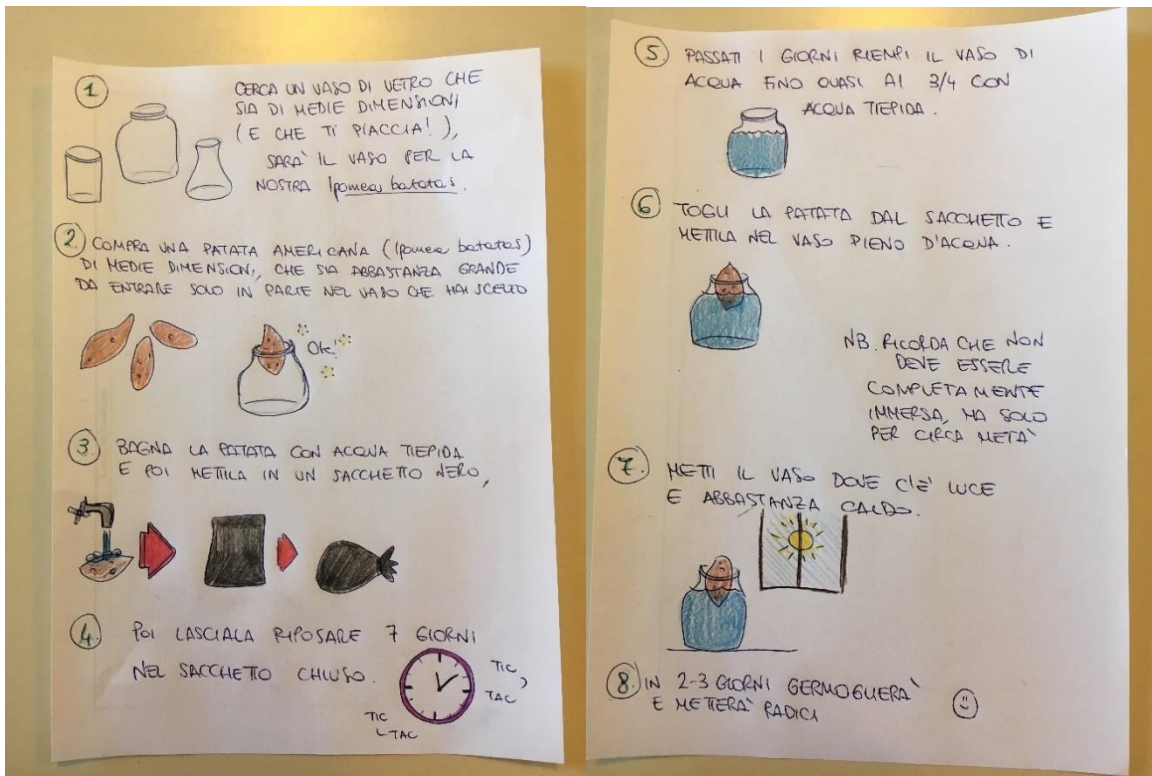 1
CERCA UN VASO DI VETRO CHE
SIA DI MEDIE DIMENSIONI
(E CHE TI PIACCIA!),
SARÀ IL VASO PER LA
NOSTRA Ipomea batatas.
2. COMPRA UNA PATATA AMERICANA (Ipomea batatas)
DI MEDIE DIMENSIONI, CHE SIA ABBASTANZA GRANDE
DA ENTRARE SOLO IN PARTE NEL VASO CHE HAI SCELTO
Ole!
3 BAGNA LA PATATA CON ACQUA TIEPIDA
E POI METTILA IN UN SACCHETTO NERO,
4. POI LASCIALA RIPOSARE 7 GIORNI
NEL SACCHETTO CHIUSO.
TIC
TAC
TIC
TAC
5. PASSATI I GIORNI RIEMPI IL VASO DI
ACQUA FINO QUASI AI 3/4 CON
ACQUA TIEPIDA.
6 TOGLI LA PATATA DAL SACCHETTO E
METTILA NEL VASO PIENO D'ACQUA.
NB. RICORDA CHE NON
DEVE ESSERE
COMPLETAMENTE
IMMERSA, MA SOLO
PER CIRCA METÀ
7. METTI IL VASO DOVE C'È LUCE
E ABBASTANZA CALDO.
8. IN 2-3 GIORNI GERMOGLIERÀ
E METTERÀ RADICI